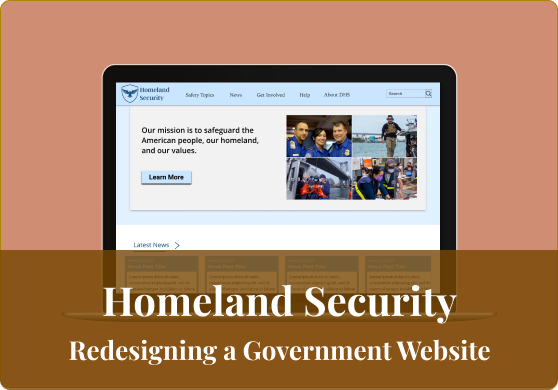 Homeland
Security
Safety Topics
News
Get Involved
Help
About DHS
Search
Our mission is to safeguard the
American people, our homeland,
and our values.
Learn More
Latest News
Homeland Security
Redesigning a Government Website